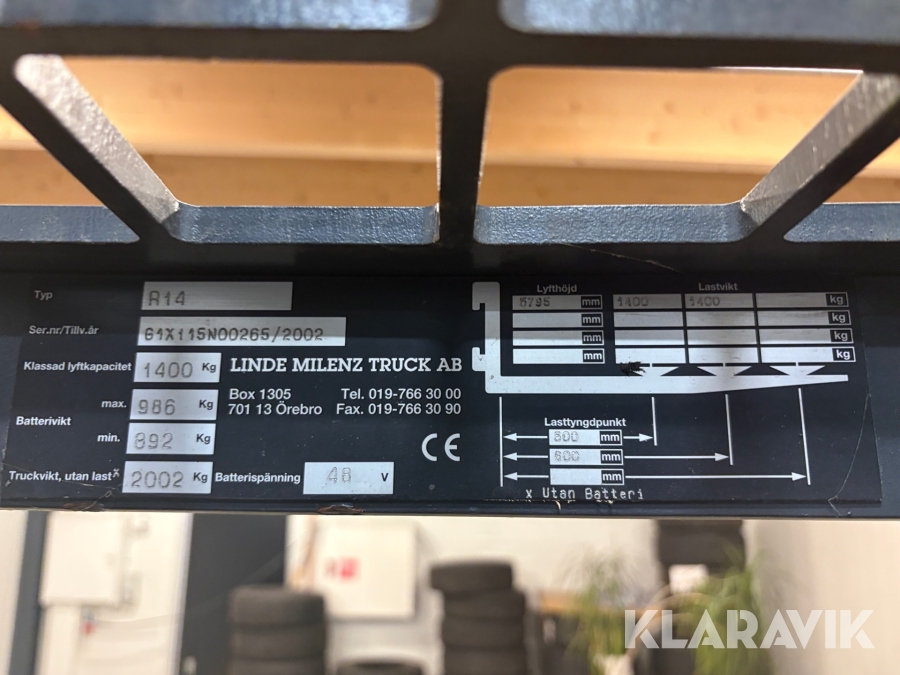 Typ R14
Ser.nr/Tillv.år G1X115N00265/2002
Klassad lyftkapacitet 1400 Kg
max. 986 Kg
Batterivikt
min. 892 Kg
Truckvikt, utan last x 2002 Kg
Batterispänning 48 V
LINDE MILENZ TRUCK AB
Box 1305 Tel. 019-766 30 00
701 13 Örebro Fax. 019-766 30 90
CE
Lyfthöjd Lastvikt
5795 mm 1400 1400 kg
mm kg
mm kg
mm kg
Lasttyngdpunkt
500 mm
600 mm
mm
x Utan Batteri
KLARAVIK